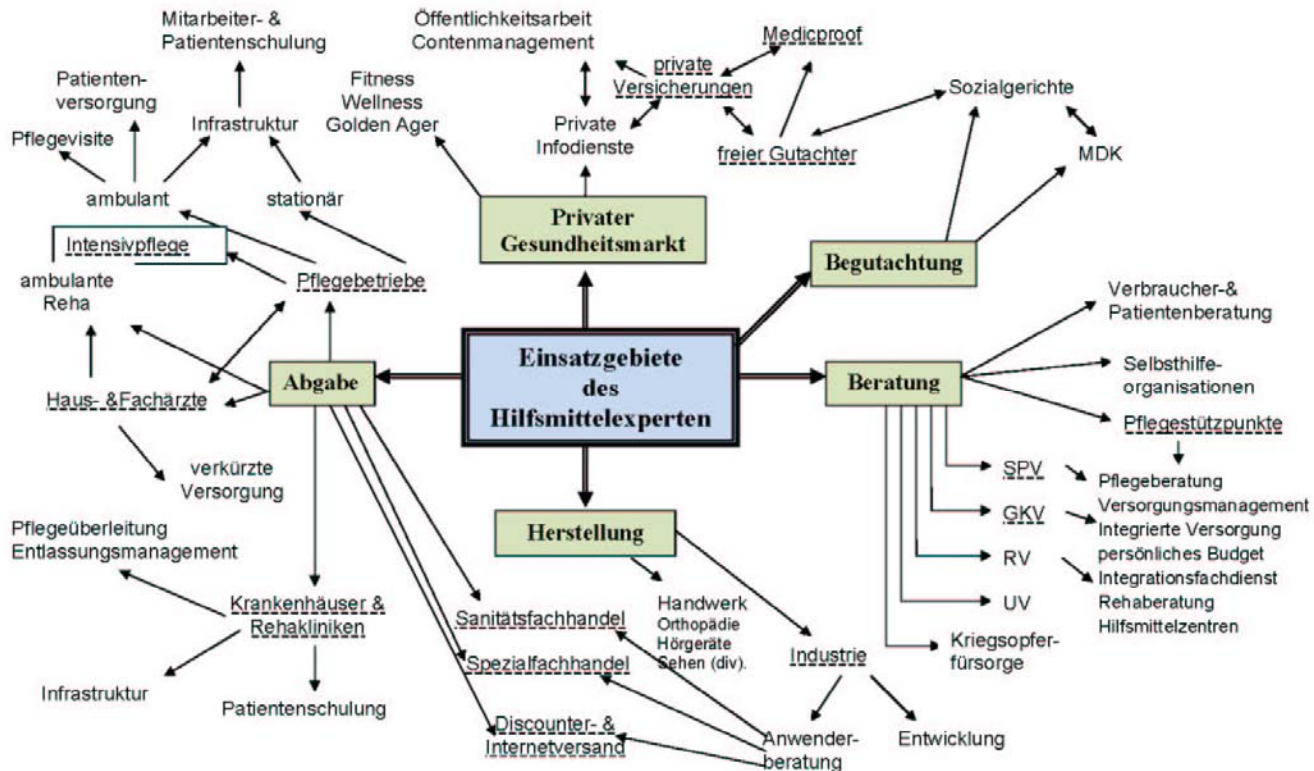 Mitarbeiter- &
Patientenschulung
Öffentlichkeitsarbeit
Contenmanagement
Medicproof
private
Versicherungen
Patienten-
versorgung
Fitness
Wellness
Golden Ager
Sozialgerichte
Pflegevisite
Infrastruktur
Private
Infodienste
freier Gutachter
MDK
ambulant
stationär
Privater
Gesundheitsmarkt
Intensivpflege
Begutachtung
ambulante
Reha
Pflegebetriebe
Verbraucher-&
Patientenberatung
Einsatzgebiete
des
Hilfsmittelexperten
Abgabe
Beratung
Selbsthilfe-
organisationen
Haus- &Fachärzte
Pflegestützpunkte
verkürzte
Versorgung
SPV
GKV
RV
UV
Kriegsopfer-
fürsorge
Pflegeberatung
Versorgungsmanagement
Integrierte Versorgung
persönliches Budget
Integrationsfachdienst
Rehaberatung
Hilfsmittelzentren
Herstellung
Pflegeüberleitung
Entlassungsmanagement
Krankenhäuser &
Rehakliniken
Sanitätsfachhandel
Handwerk
Orthopädie
Hörgeräte
Sehen (div).
Spezialfachhandel
Industrie
Infrastruktur
Patientenschulung
Discounter- &
Internetversand
Anwender-
beratung
Entwicklung